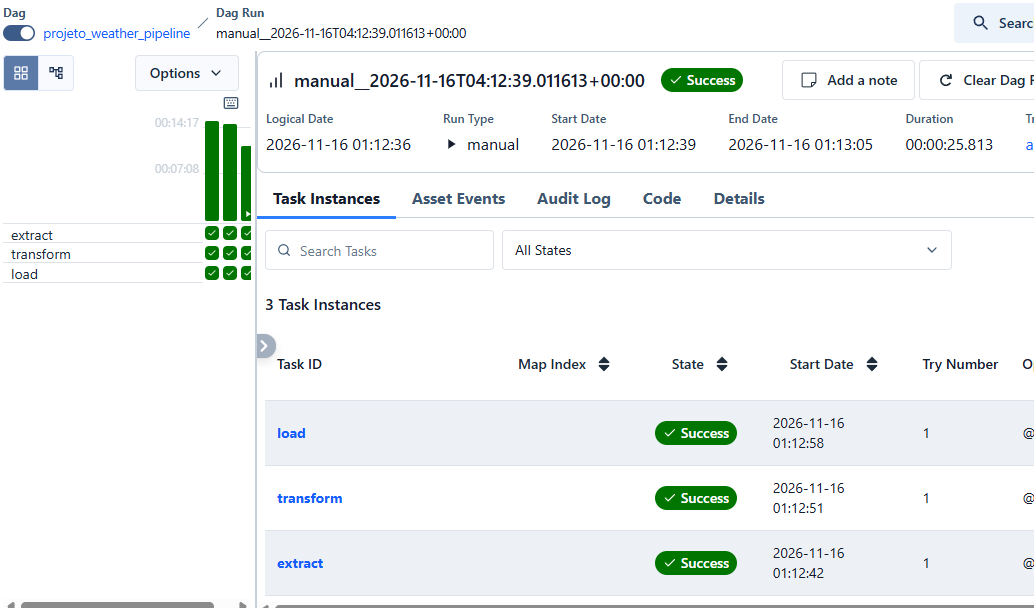 Dag
projeto_weather_pipeline
Dag Run
manual__2026-11-16T04:12:39.011613+00:00
Options
00:14:17
00:07:08
extract
transform
load
manual__2026-11-16T04:12:39.011613+00:00
Success
Add a note
Clear Dag
Logical Date
2026-11-16 01:12:36
Run Type
manual
Start Date
2026-11-16 01:12:39
End Date
2026-11-16 01:13:05
Duration
00:00:25.813
Task Instances
Asset Events
Audit Log
Code
Details
Search Tasks
All States
3 Task Instances
Task ID
Map Index
State
Start Date
Try Number
load
Success
2026-11-16
01:12:58
1
@
transform
Success
2026-11-16
01:12:51
1
@
extract
Success
2026-11-16
01:12:42
1
@